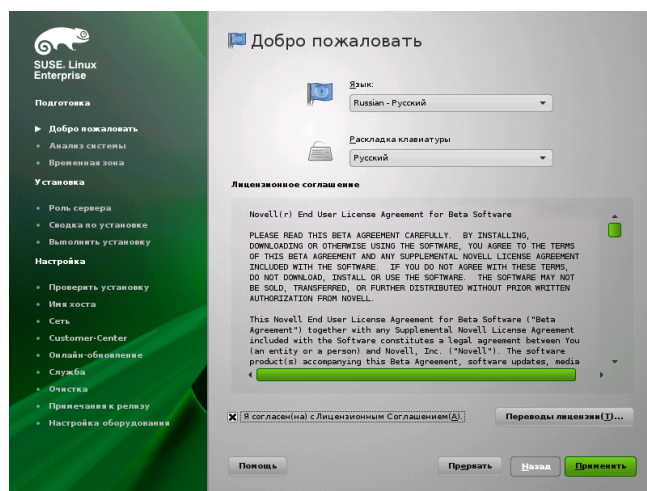 SUSE. Linux
Enterprise
Подготовка
Добро пожаловать
Анализ системы
Временная зона
Установка
Роль сервера
Сводка по установке
Выполнить установку
Настройка
Проверить установку
Имя хоста
Сеть
Customer-Center
Онлайн-обновление
Служба
Очистка
Примечания к релизу
Настройка оборудования
Добро пожаловать
Язык:
Russian - Русский
Раскладка клавиатуры
Русский
Лицензионное соглашение
Novell(r) End User License Agreement for Beta Software
PLEASE READ THIS BETA AGREEMENT CAREFULLY. BY INSTALLING,
DOWNLOADING OR OTHERWISE USING THE SOFTWARE, YOU AGREE TO THE TERMS
OF THIS BETA AGREEMENT AND ANY SUPPLEMENTAL NOVELL LICENSE AGREEMENT
INCLUDED WITH THE SOFTWARE. IF YOU DO NOT AGREE WITH THESE TERMS,
DO NOT DOWNLOAD, INSTALL OR USE THE SOFTWARE. THE SOFTWARE MAY NOT
BE SOLD, TRANSFERRED, OR FURTHER DISTRIBUTED WITHOUT PRIOR WRITTEN
AUTHORIZATION FROM NOVELL.
This Novell End User License Agreement for Beta Software ("Beta
Agreement") together with any Supplemental Novell License Agreement
included with the Software constitutes a legal agreement between You
(an entity or a person) and Novell, Inc. ("Novell"). The software
product(s) accompanying this Beta Agreement, software updates, media
Я согласен(на) с Лицензионным Соглашением(A).
Переводы лицензии(T)...
Помощь
Прервать
Назад
Применить